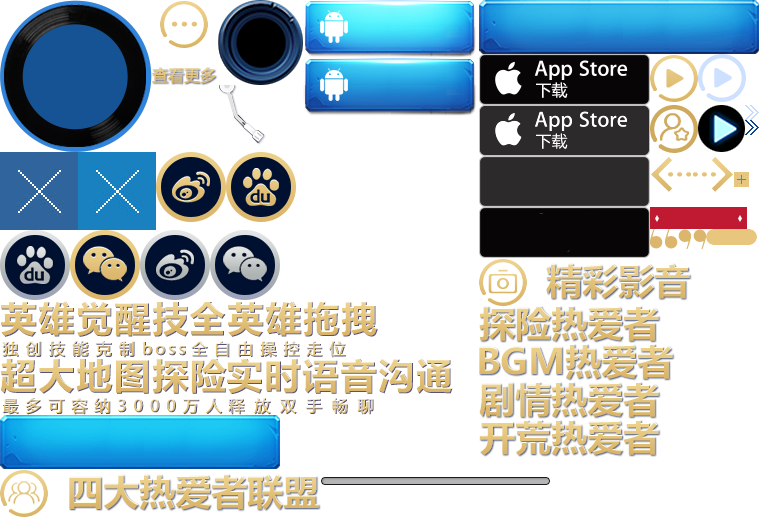 查看更多
App Store
下载
App Store
下载
du
du
精彩影音
英雄觉醒技全英雄拖拽
独创技能克制boss全自由操控走位
超大地图探险实时语音沟通
最多可容纳3000万人释放双手畅聊
探险热爱者
BGM热爱者
剧情热爱者
开荒热爱者
四大热爱者联盟